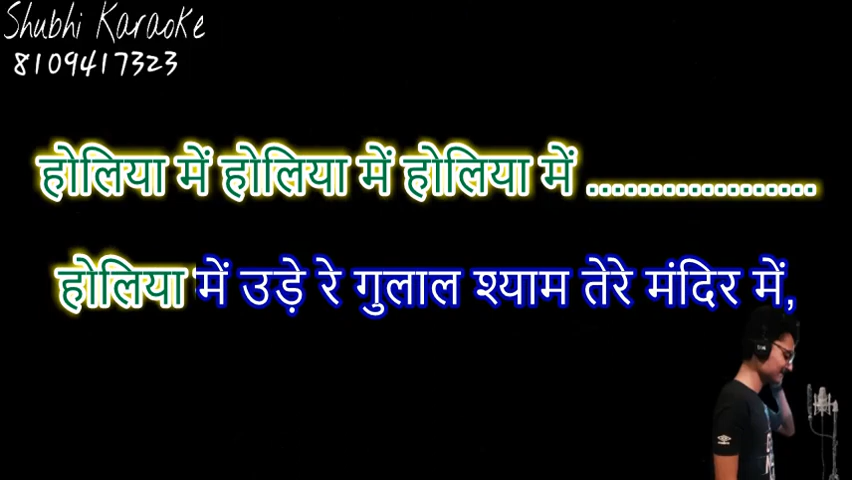 Shubhi Karaoke
8109417323
होलिया में होलिया में होलिया में ..................
होलिया में उड़े रे गुलाल श्याम तेरे मंदिर में,